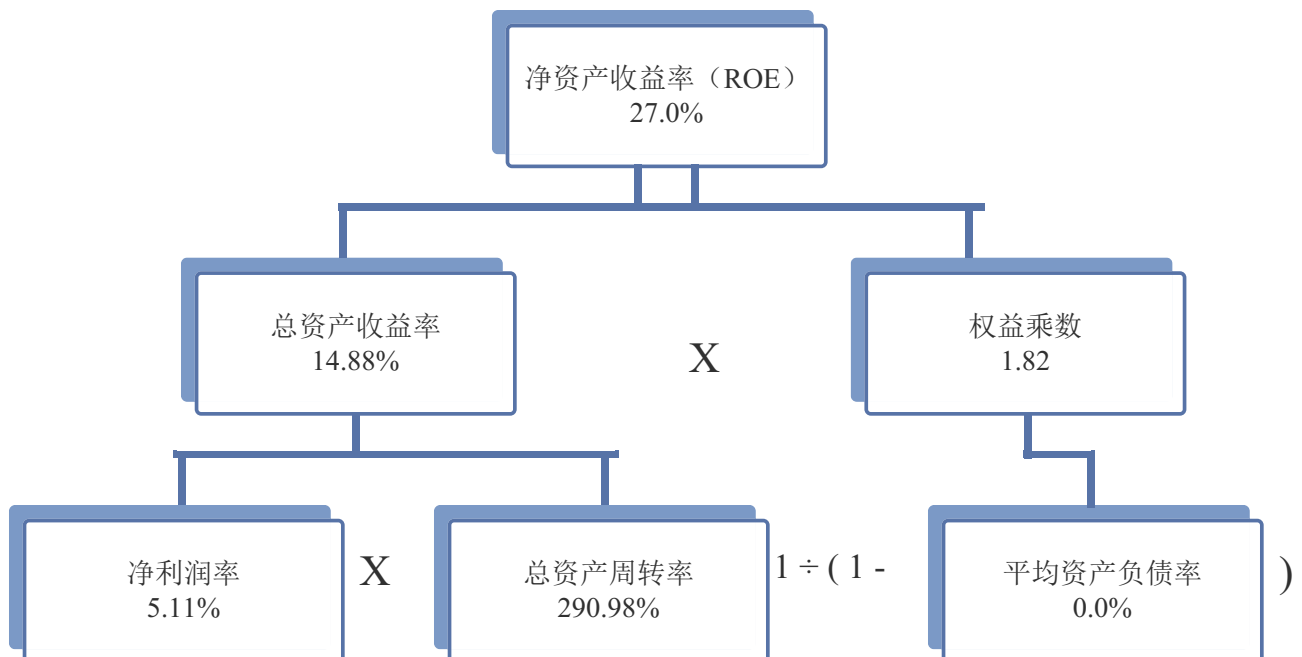 净资产收益率（ROE）
27.0%
总资产收益率
14.88%
X
权益乘数
1.82
净利润率
5.11%
X
总资产周转率
290.98%
1 ÷ ( 1 -
平均资产负债率
0.0%
)